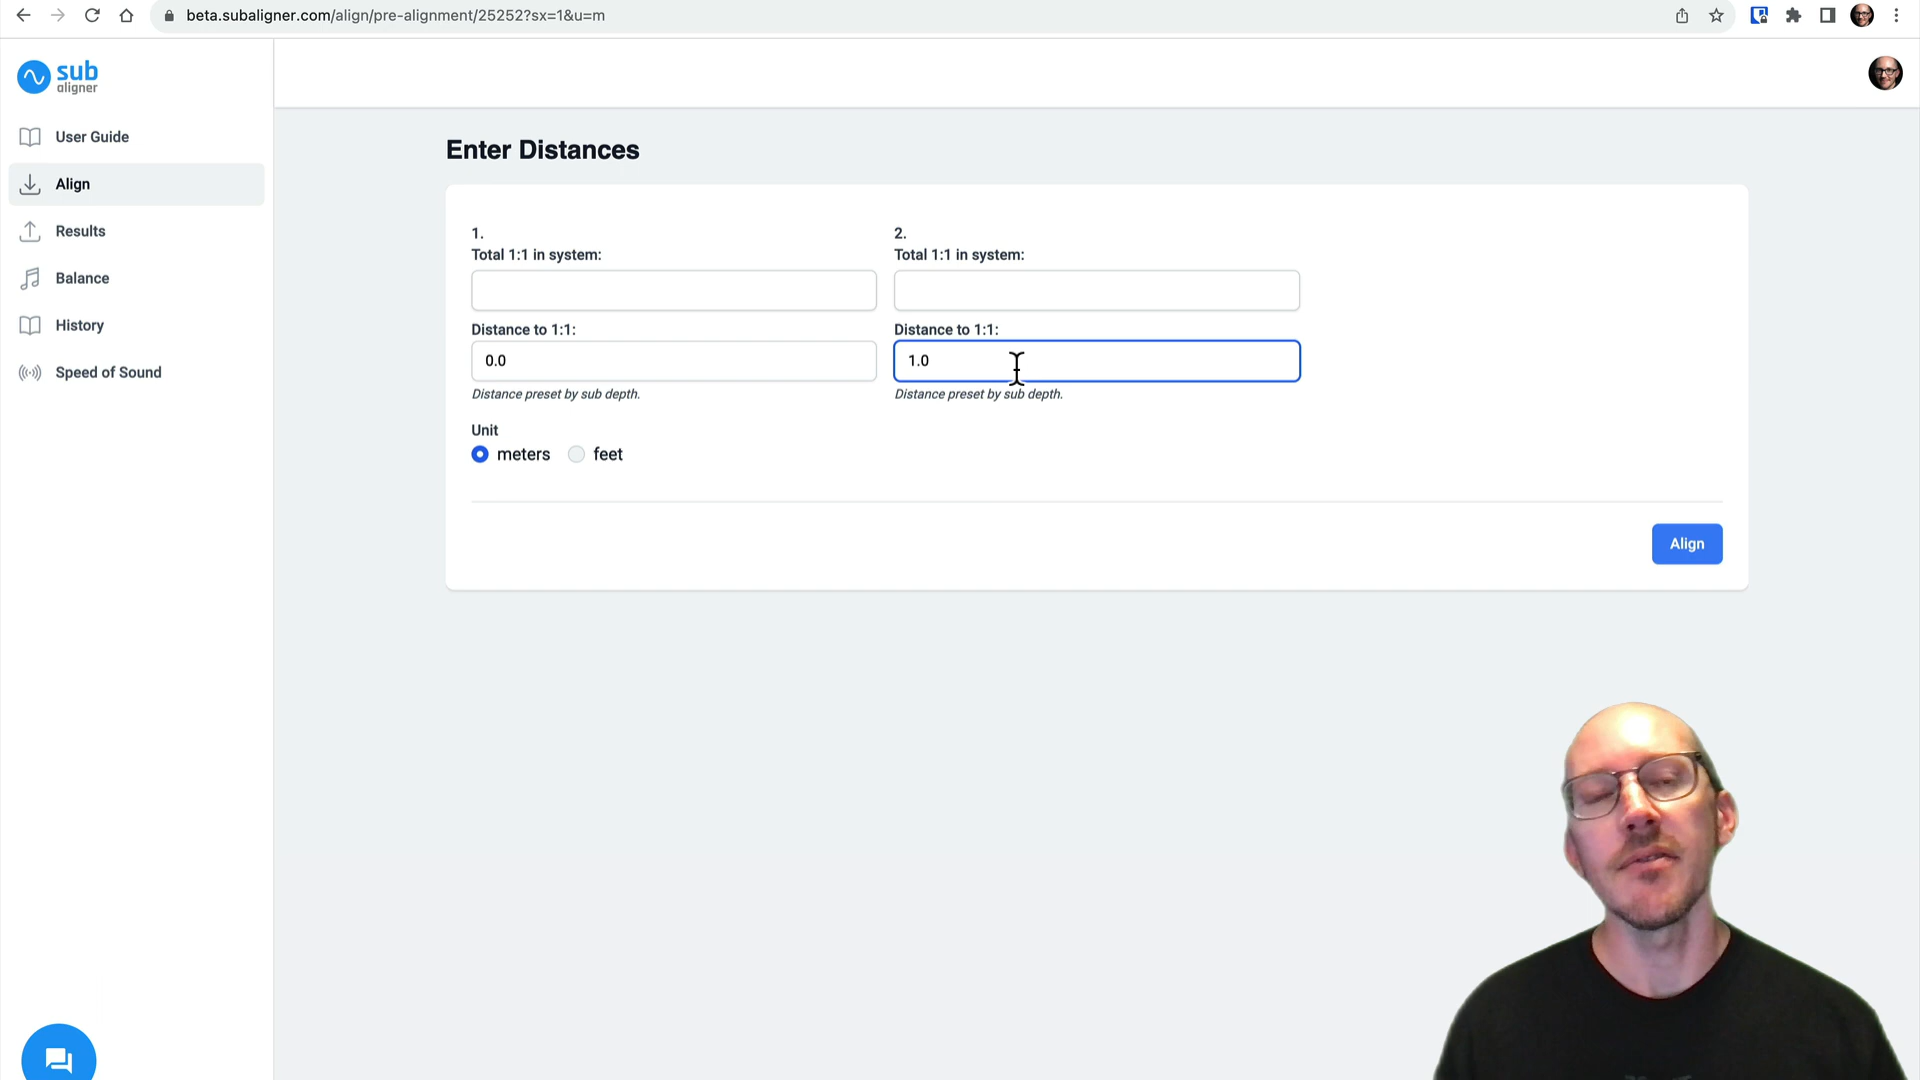 beta.subaligner.com/align/pre-alignment/25252?sx=1&u=m
sub
aligner
User Guide
Align
Results
Balance
History
Speed of Sound
Enter Distances
1.
Total 1:1 in system:
Distance to 1:1:
0.0
Distance preset by sub depth.
2.
Total 1:1 in system:
Distance to 1:1:
1.0
Distance preset by sub depth.
Unit
meters
feet
Align